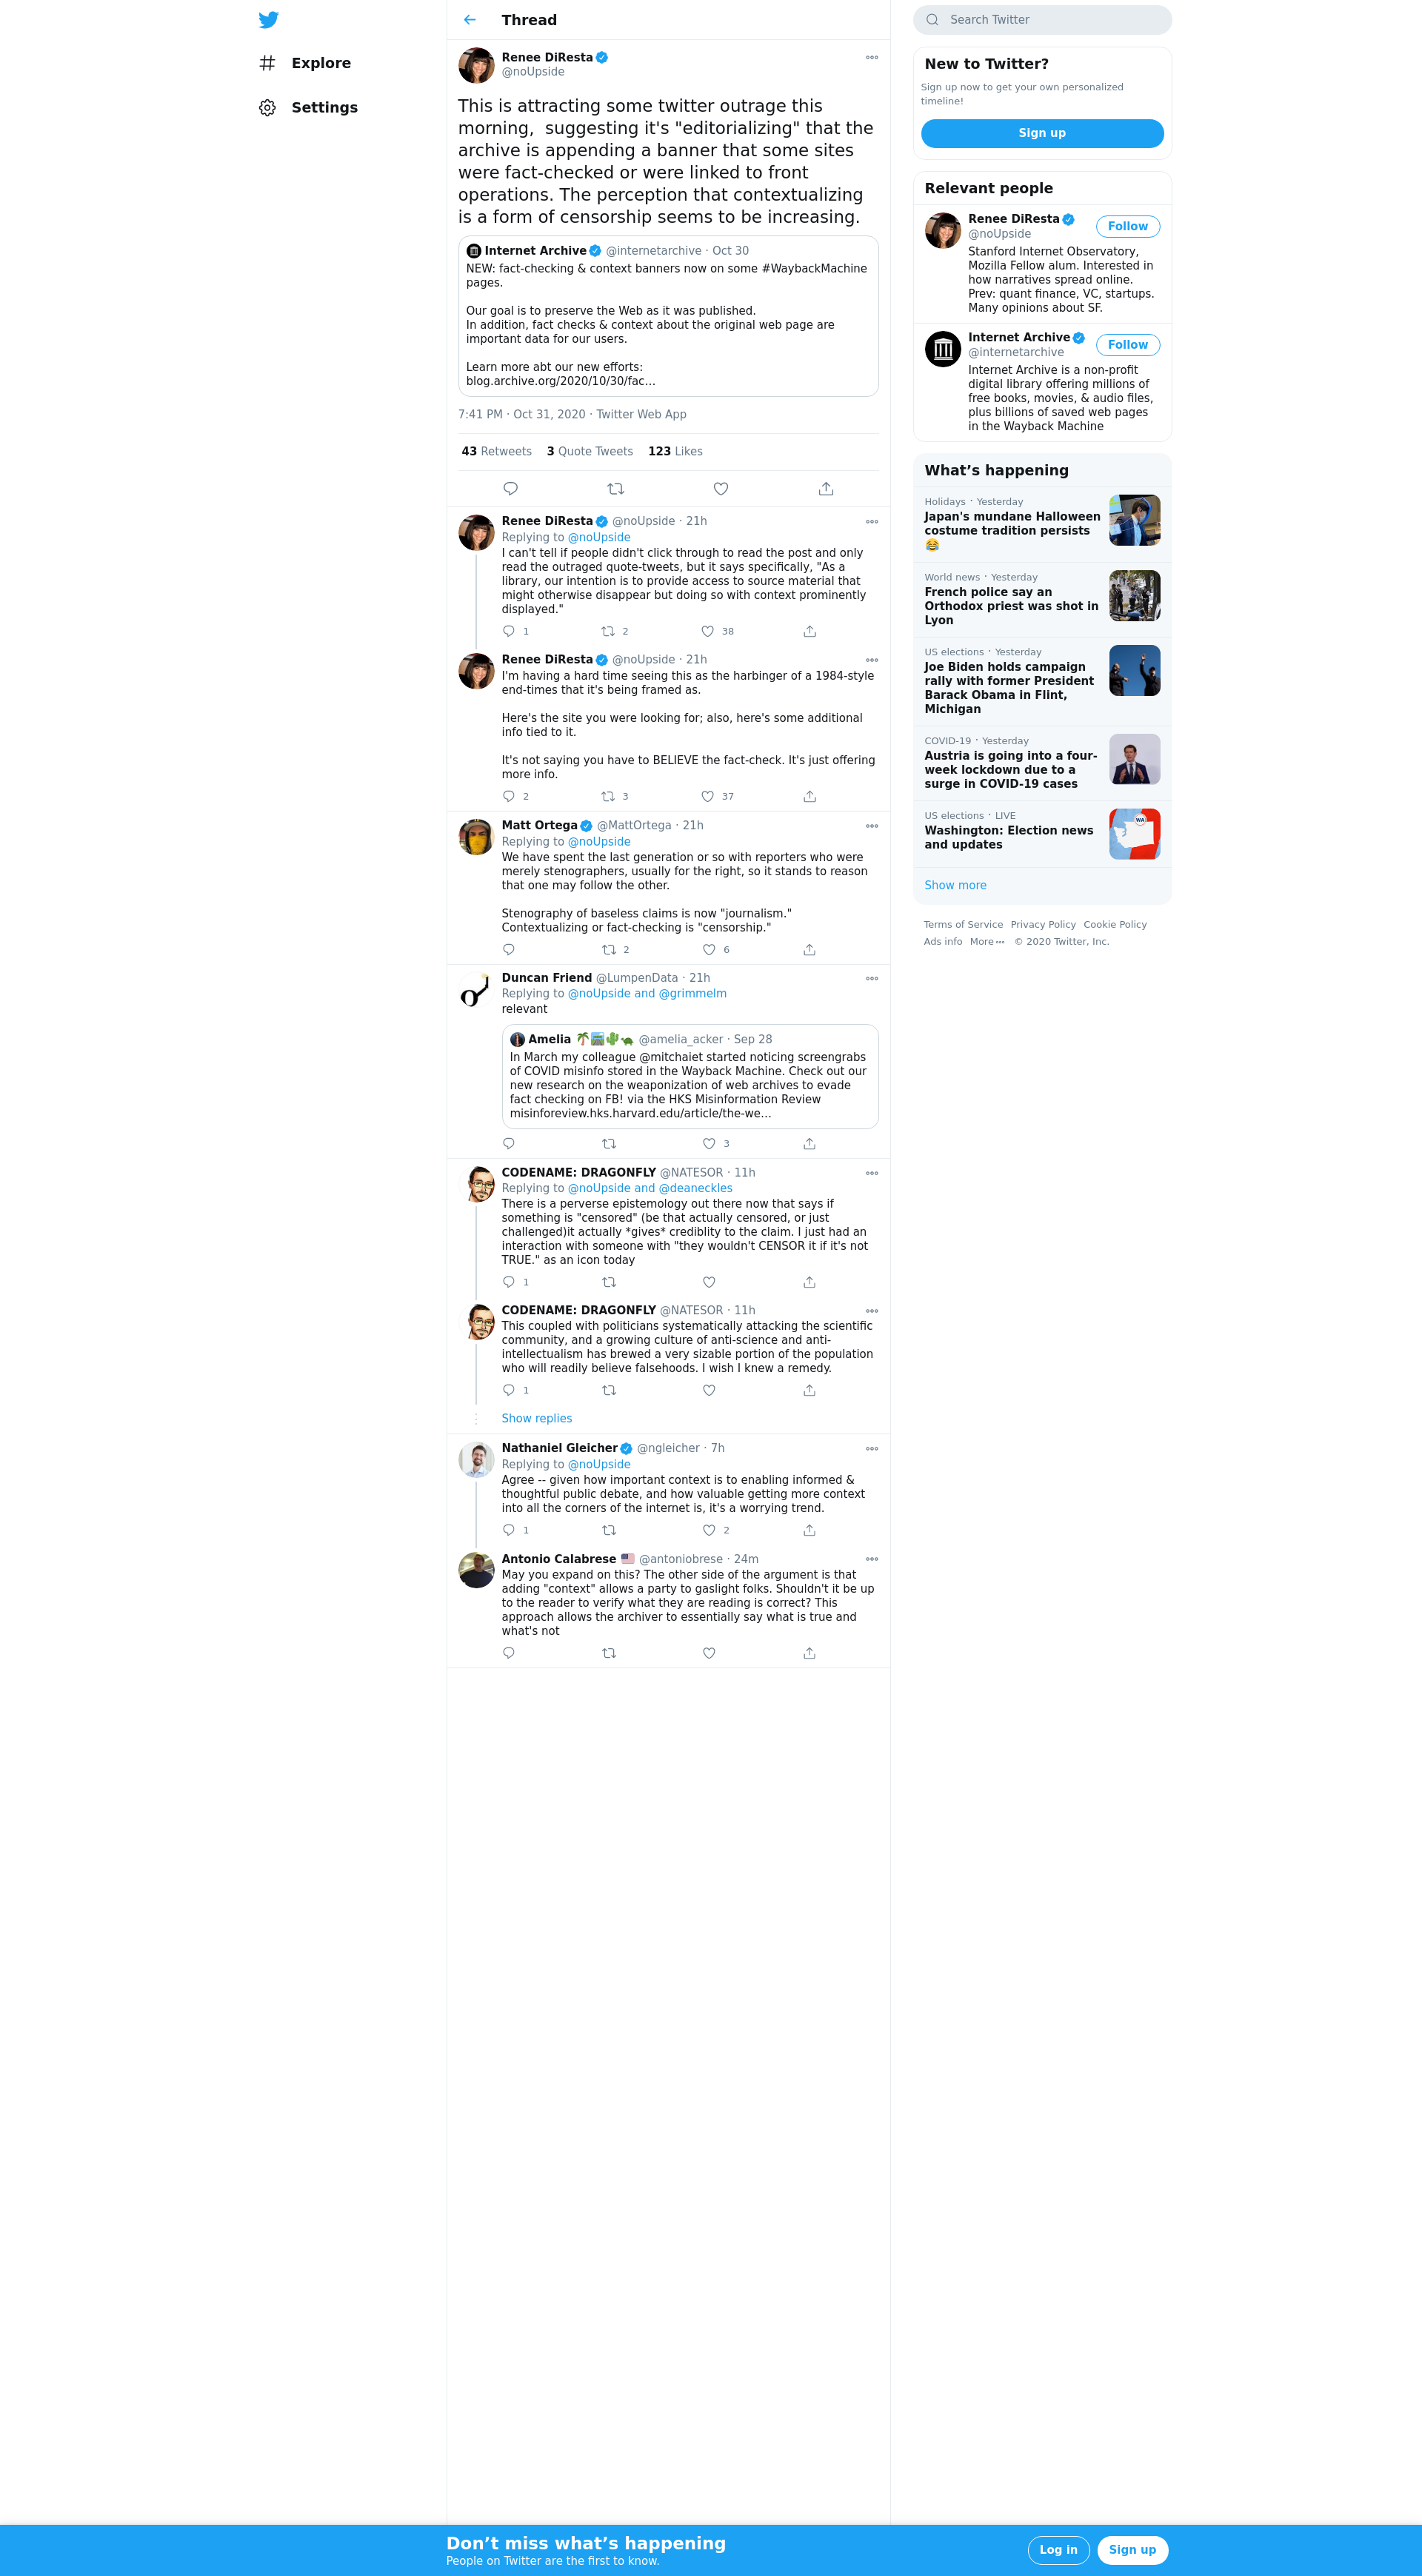 Explore
Settings
Thread
Renee DiResta
@noUpside
This is attracting some twitter outrage this
morning,  suggesting it's "editorializing" that the
archive is appending a banner that some sites
were fact-checked or were linked to front
operations. The perception that contextualizing
is a form of censorship seems to be increasing.
Internet Archive @internetarchive · Oct 30
NEW: fact-checking & context banners now on some #WaybackMachine
pages.
Our goal is to preserve the Web as it was published.
In addition, fact checks & context about the original web page are
important data for our users.
Learn more abt our new efforts:
blog.archive.org/2020/10/30/fac…
7:41 PM · Oct 31, 2020 · Twitter Web App
43 Retweets 3 Quote Tweets 123 Likes
Renee DiResta @noUpside · 21h
Replying to @noUpside
I can't tell if people didn't click through to read the post and only
read the outraged quote-tweets, but it says specifically, "As a
library, our intention is to provide access to source material that
might otherwise disappear but doing so with context prominently
displayed."
1 2 38
Renee DiResta @noUpside · 21h
I'm having a hard time seeing this as the harbinger of a 1984-style
end-times that it's being framed as.
Here's the site you were looking for; also, here's some additional
info tied to it.
It's not saying you have to BELIEVE the fact-check. It's just offering
more info.
2 3 37
Matt Ortega @MattOrtega · 21h
Replying to @noUpside
We have spent the last generation or so with reporters who were
merely stenographers, usually for the right, so it stands to reason
that one may follow the other.
Stenography of baseless claims is now "journalism."
Contextualizing or fact-checking is "censorship."
2 6
Duncan Friend @LumpenData · 21h
Replying to @noUpside and @grimmelm
relevant
Amelia 🌴🏞️🌵🐢 @amelia_acker · Sep 28
In March my colleague @mitchaiet started noticing screengrabs
of COVID misinfo stored in the Wayback Machine. Check out our
new research on the weaponization of web archives to evade
fact checking on FB! via the HKS Misinformation Review
misinforeview.hks.harvard.edu/article/the-we…
3
CODENAME: DRAGONFLY @NATESOR · 11h
Replying to @noUpside and @deaneckles
There is a perverse epistemology out there now that says if
something is "censored" (be that actually censored, or just
challenged)it actually *gives* crediblity to the claim. I just had an
interaction with someone with "they wouldn't CENSOR it if it's not
TRUE." as an icon today
1
CODENAME: DRAGONFLY @NATESOR · 11h
This coupled with politicians systematically attacking the scientific
community, and a growing culture of anti-science and anti-
intellectualism has brewed a very sizable portion of the population
who will readily believe falsehoods. I wish I knew a remedy.
1
Show replies
Nathaniel Gleicher @ngleicher · 7h
Replying to @noUpside
Agree -- given how important context is to enabling informed &
thoughtful public debate, and how valuable getting more context
into all the corners of the internet is, it's a worrying trend.
1 2
Antonio Calabrese 🇺🇸 @antoniobrese · 24m
May you expand on this? The other side of the argument is that
adding "context" allows a party to gaslight folks. Shouldn't it be up
to the reader to verify what they are reading is correct? This
approach allows the archiver to essentially say what is true and
what's not
Search Twitter
New to Twitter?
Sign up now to get your own personalized
timeline!
Sign up
Relevant people
Renee DiResta
@noUpside
Follow
Stanford Internet Observatory,
Mozilla Fellow alum. Interested in
how narratives spread online.
Prev: quant finance, VC, startups.
Many opinions about SF.
Internet Archive
@internetarchive
Follow
Internet Archive is a non-profit
digital library offering millions of
free books, movies, & audio files,
plus billions of saved web pages
in the Wayback Machine
What's happening
Holidays · Yesterday
Japan's mundane Halloween
costume tradition persists
😂
World news · Yesterday
French police say an
Orthodox priest was shot in
Lyon
US elections · Yesterday
Joe Biden holds campaign
rally with former President
Barack Obama in Flint,
Michigan
COVID-19 · Yesterday
Austria is going into a four-
week lockdown due to a
surge in COVID-19 cases
US elections · LIVE
Washington: Election news
and updates
WA
Show more
Terms of Service Privacy Policy Cookie Policy
Ads info More © 2020 Twitter, Inc.
Don’t miss what’s happening
People on Twitter are the first to know.
Log in
Sign up